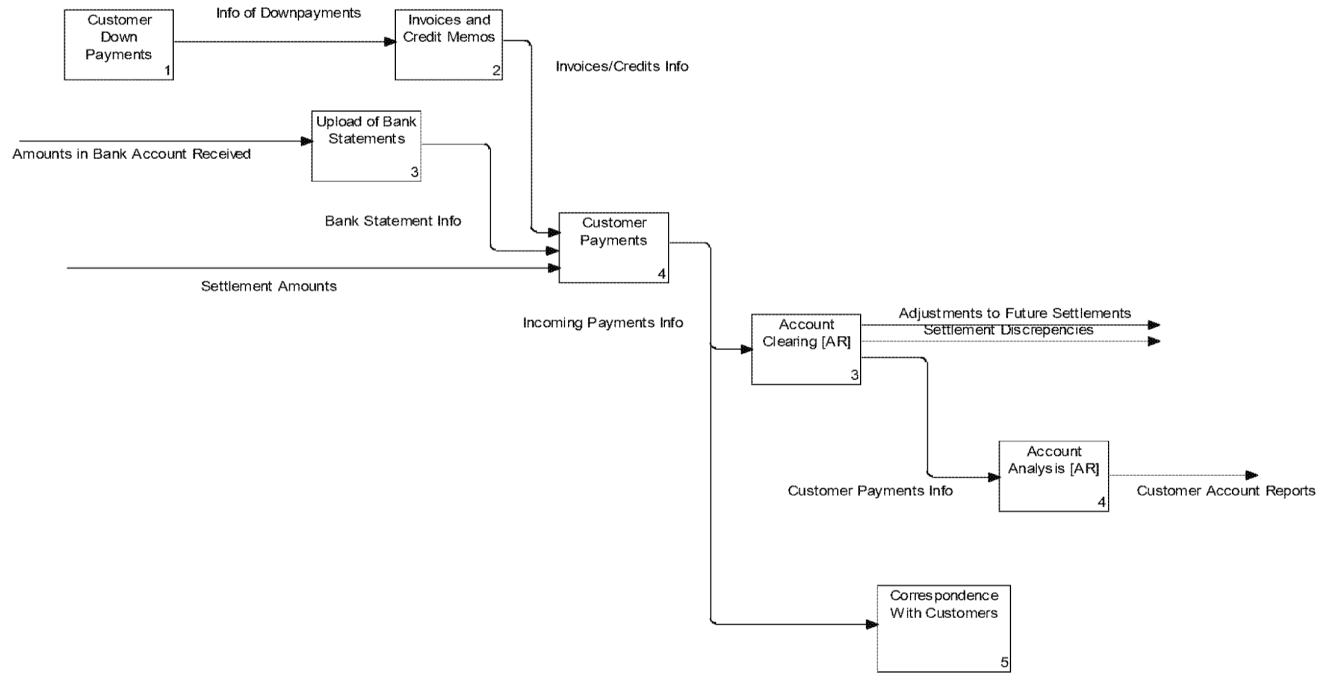 Info of Downpayments
Customer
Down
Payments
1
Invoices and
Credit Memos
2
Invoices/Credits Info
Upload of Bank
Statements
3
Amounts in Bank Account Received
Bank Statement Info
Customer
Payments
4
Settlement Amounts
Incoming Payments Info
Account
Clearing [AR]
3
Adjustments to Future Settlements
Settlement Discrepencies
Account
Analysis [AR]
4
Customer Payments Info
Customer Account Reports
Correspondence
With Customers
5